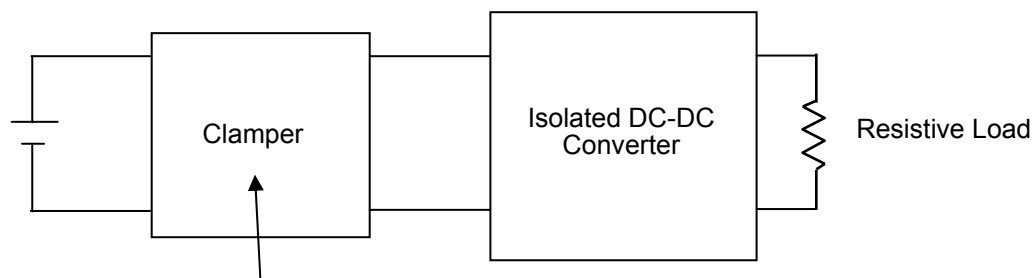 Clamper
Isolated DC-DC
Converter
Resistive Load